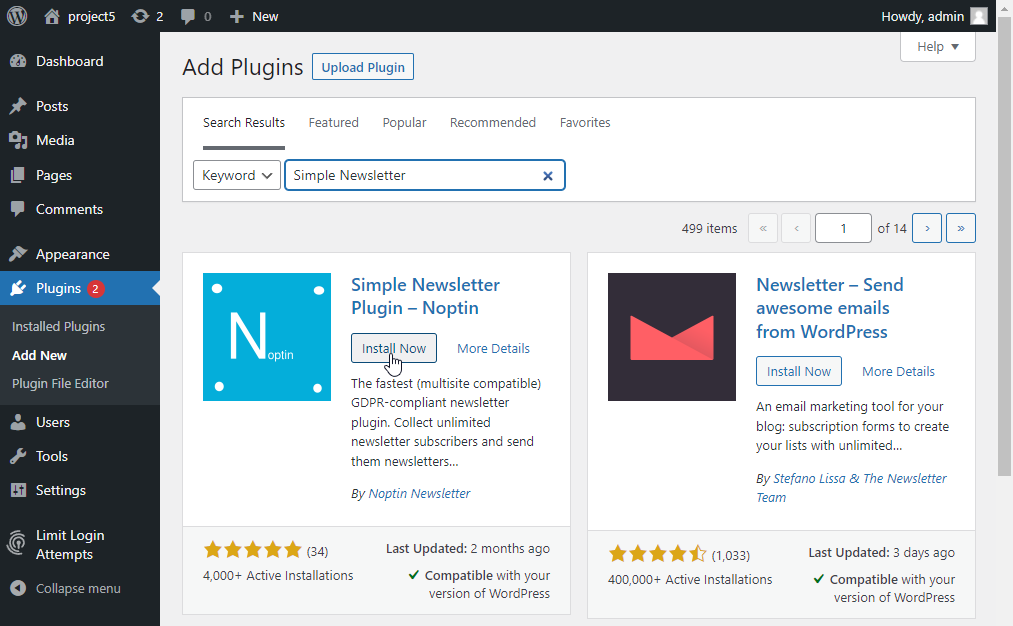 project5
2
0
New
Howdy, admin
Dashboard
Posts
Media
Pages
Comments
Appearance
Plugins 2
Installed Plugins
Add New
Plugin File Editor
Users
Tools
Settings
Limit Login
Attempts
Collapse menu
Help
Add Plugins
Upload Plugin
Search Results
Featured
Popular
Recommended
Favorites
Keyword
Simple Newsletter
499 items
«
‹
1
of 14
›
»
Noptin
Simple Newsletter
Plugin – Noptin
Install Now
More Details
The fastest (multisite compatible)
GDPR-compliant newsletter
plugin. Collect unlimited
newsletter subscribers and send
them newsletters...
By Noptin Newsletter
(34)
4,000+ Active Installations
Last Updated: 2 months ago
Compatible with your
version of WordPress
Newsletter – Send
awesome emails
from WordPress
Install Now
More Details
An email marketing tool for your
blog: subscription forms to create
your lists with unlimited...
By Stefano Lissa & The Newsletter
Team
(1,033)
400,000+ Active Installations
Last Updated: 3 days ago
Compatible with your
version of WordPress